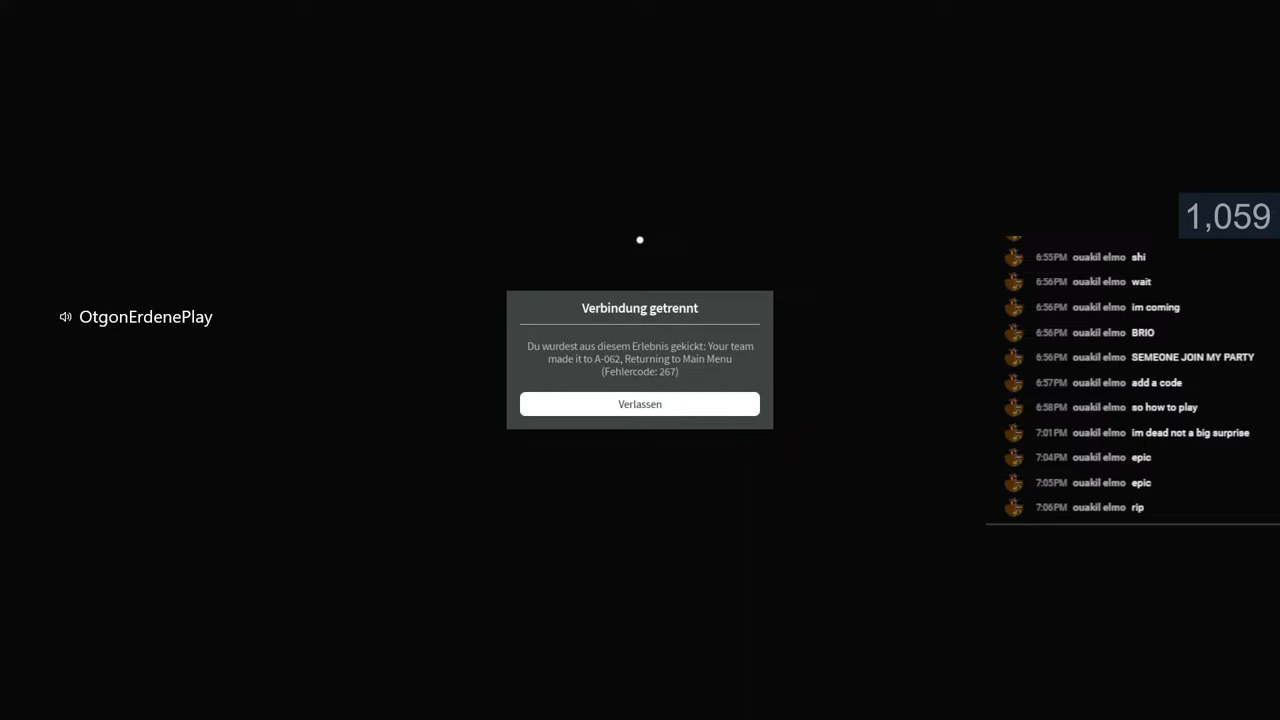 1,059
6:55PM ouakil elmo shi
6:56PM ouakil elmo wait
6:56PM ouakil elmo im coming
6:56PM ouakil elmo BRIO
6:56PM ouakil elmo SEMEONE JOIN MY PARTY
6:57PM ouakil elmo add a code
6:58PM ouakil elmo so how to play
7:01PM ouakil elmo im dead not a big surprise
7:04PM ouakil elmo epic
7:05PM ouakil elmo epic
7:06PM ouakil elmo rip
OtgonErdenePlay
Verbindung getrennt
Du wurdest aus diesem Erlebnis gekickt: Your team
made it to A-062, Returning to Main Menu
(Fehlercode: 267)
Verlassen